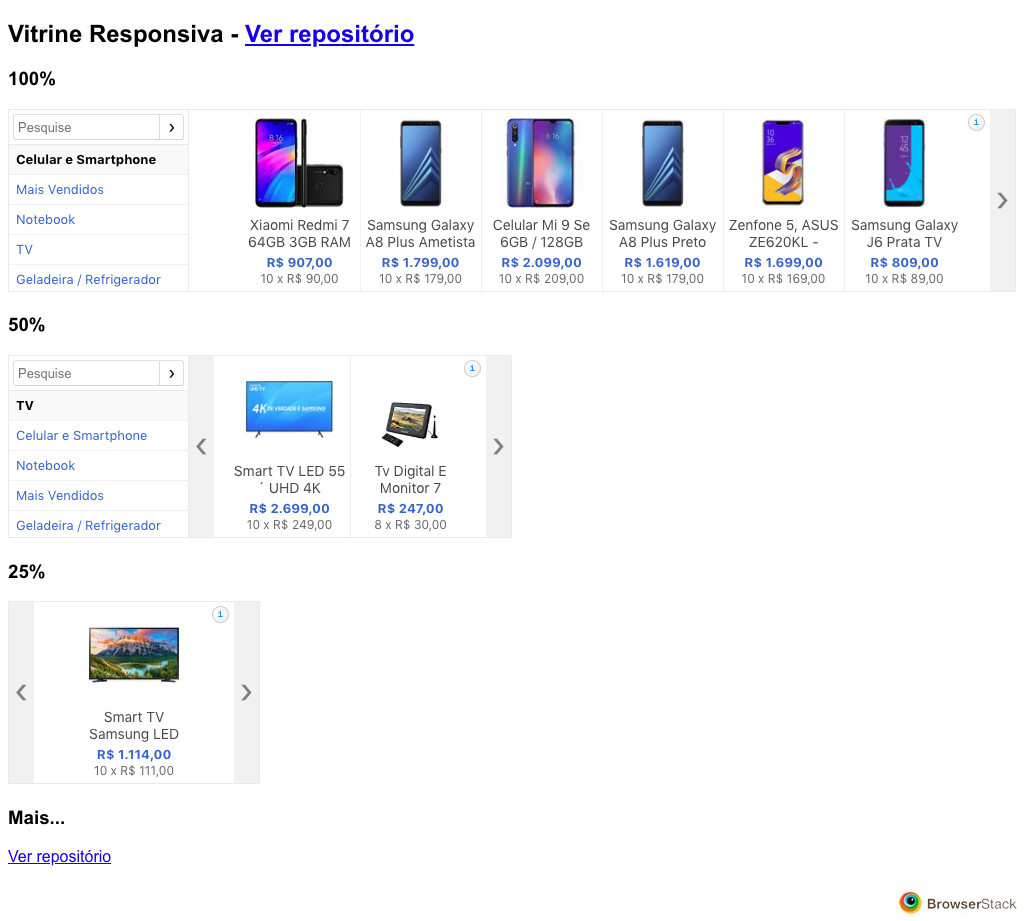 Vitrine Responsiva - Ver repositório
100%
Pesquise
Celular e Smartphone
Mais Vendidos
Notebook
TV
Geladeira / Refrigerador
Xiaomi Redmi 7
64GB 3GB RAM
R$ 907,00
10 x R$ 90,00
Samsung Galaxy
A8 Plus Ametista
R$ 1.799,00
10 x R$ 179,00
Celular Mi 9 Se
6GB / 128GB
R$ 2.099,00
10 x R$ 209,00
Samsung Galaxy
A8 Plus Preto
R$ 1.619,00
10 x R$ 179,00
Zenfone 5, ASUS
ZE620KL -
R$ 1.699,00
10 x R$ 169,00
Samsung Galaxy
J6 Prata TV
R$ 809,00
10 x R$ 89,00
50%
Pesquise
TV
Celular e Smartphone
Notebook
Mais Vendidos
Geladeira / Refrigerador
4K DE VERDADE É SAMSUNG
Smart TV LED 55
´ UHD 4K
R$ 2.699,00
10 x R$ 249,00
Tv Digital E
Monitor 7
R$ 247,00
8 x R$ 30,00
25%
Smart TV
Samsung LED
R$ 1.114,00
10 x R$ 111,00
Mais...
Ver repositório
BrowserStack